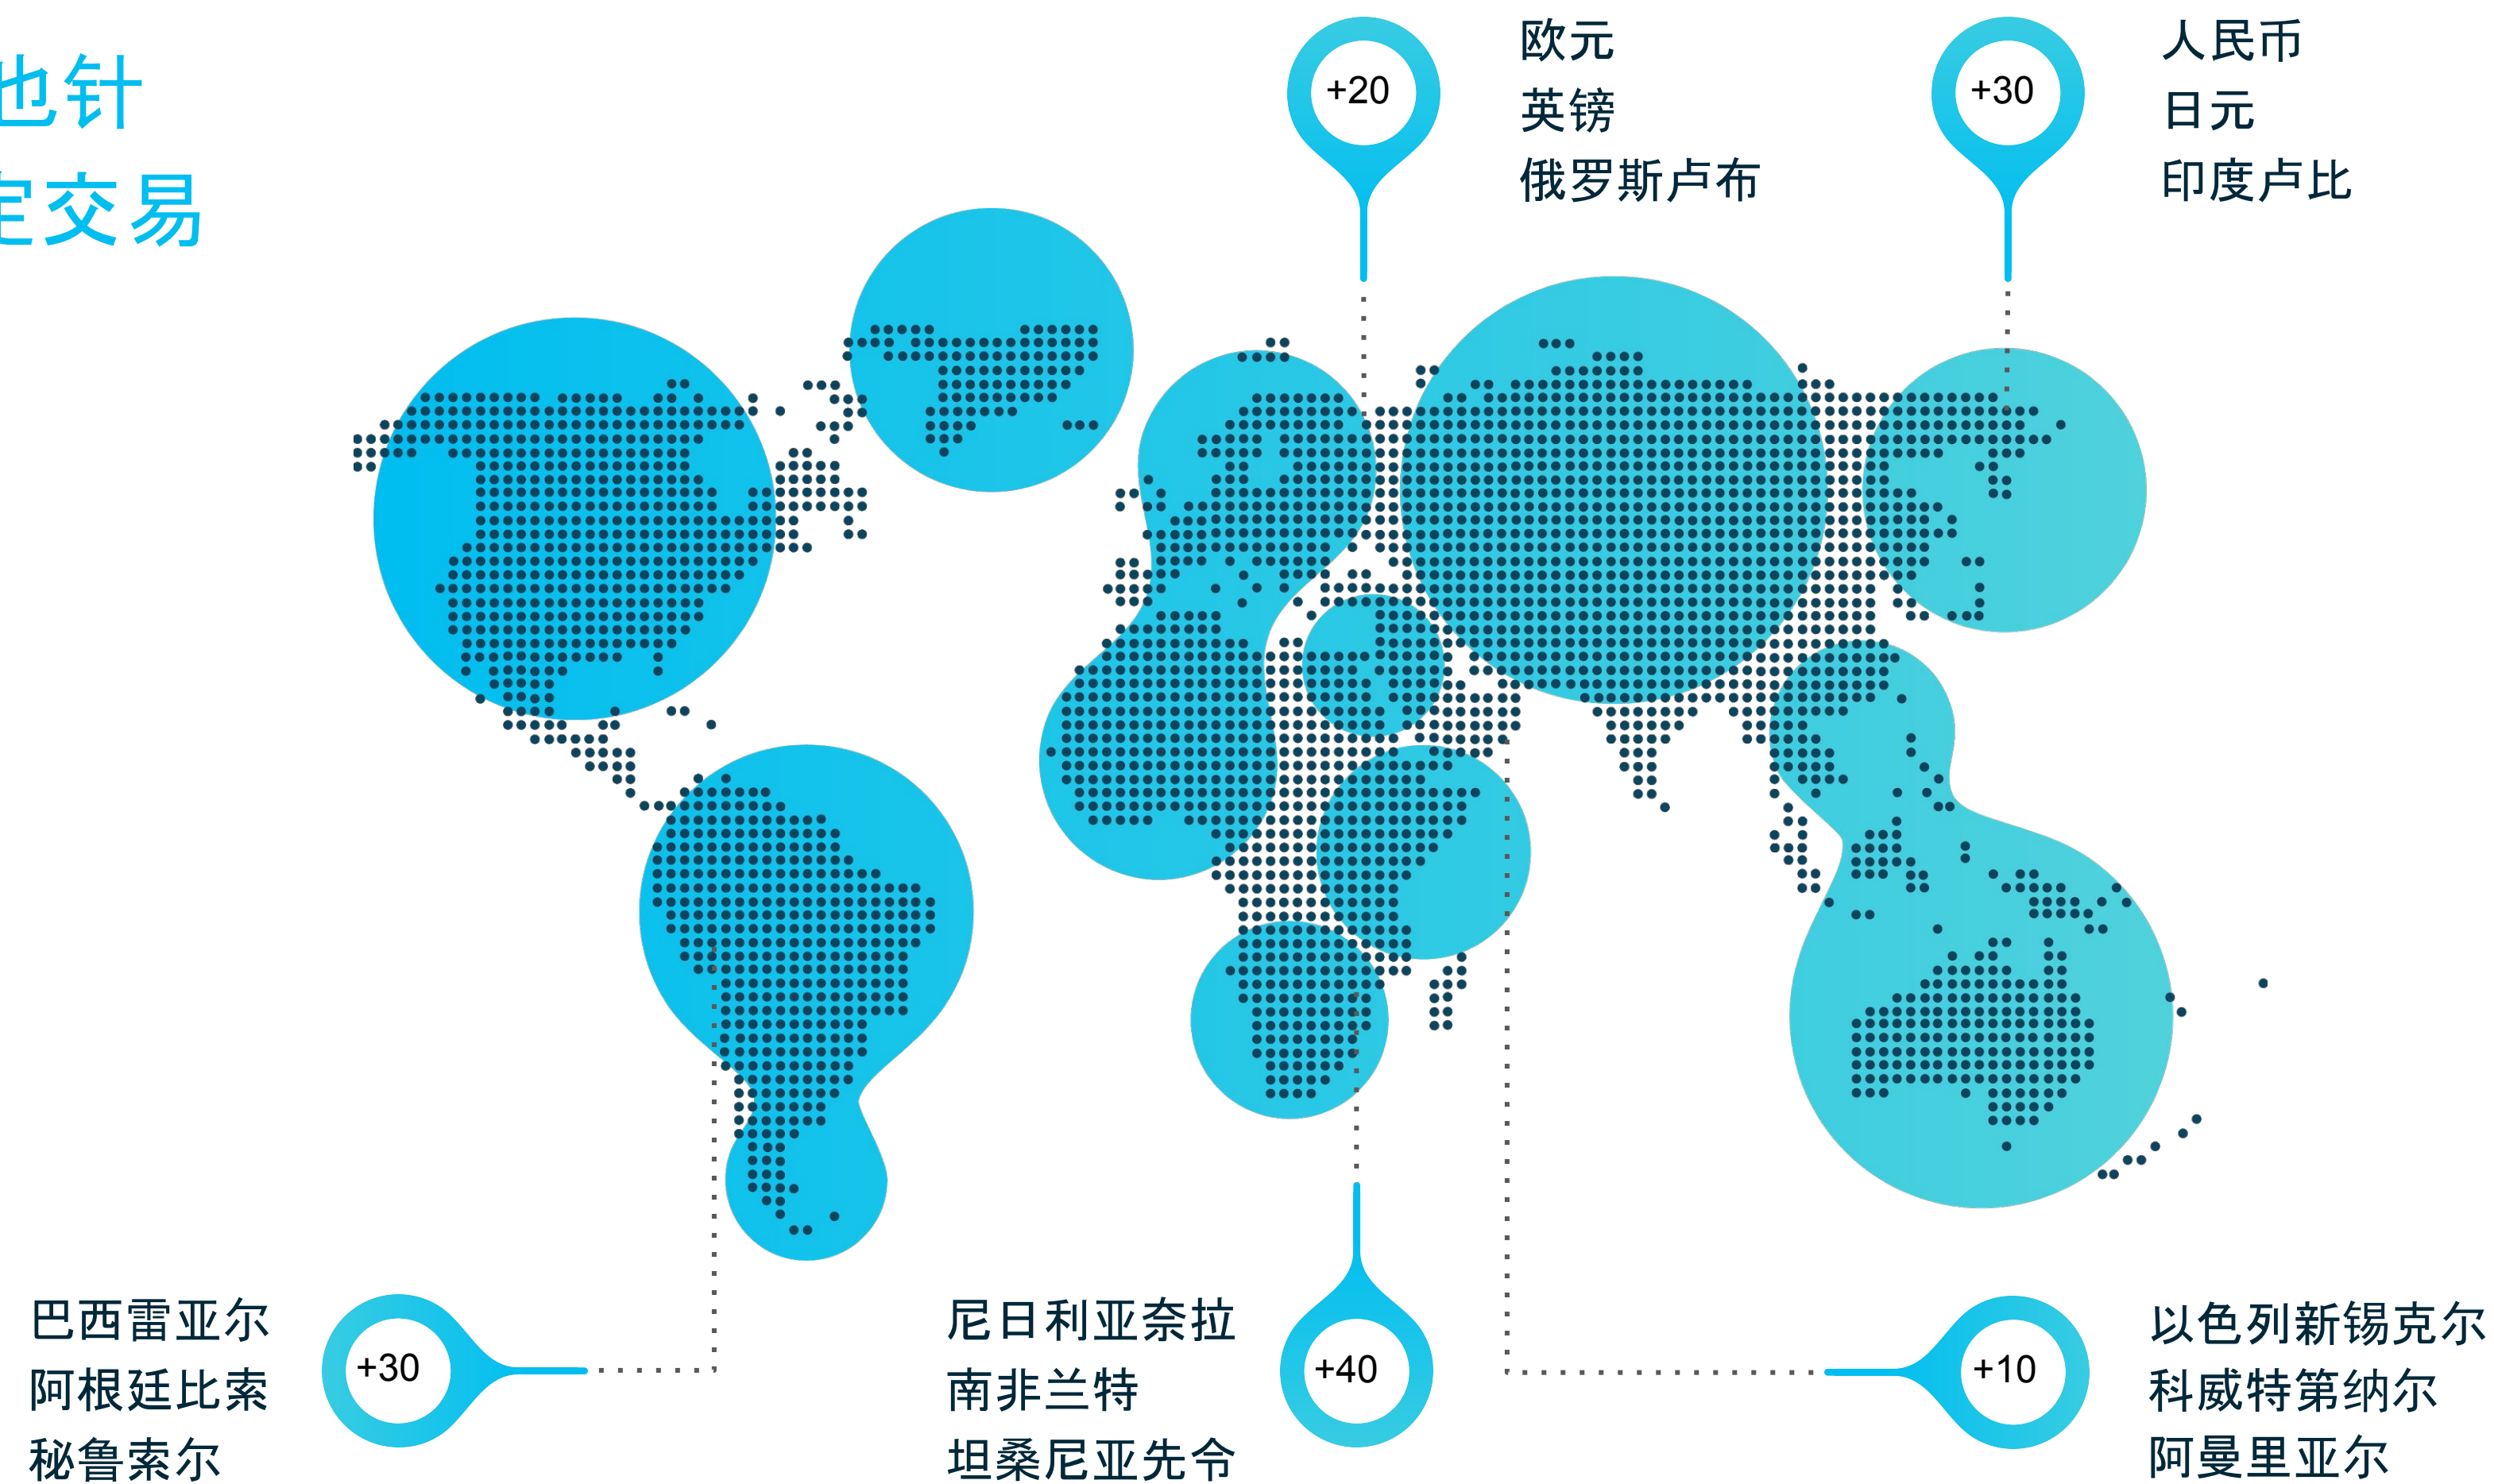 也针
定交易
+20
欧元
英镑
俄罗斯卢布
+30
人民币
日元
印度卢比
巴西雷亚尔
阿根廷比索
秘鲁索尔
+30
尼日利亚奈拉
南非兰特
坦桑尼亚先令
+40
+10
以色列新锡克尔
科威特第纳尔
阿曼里亚尔